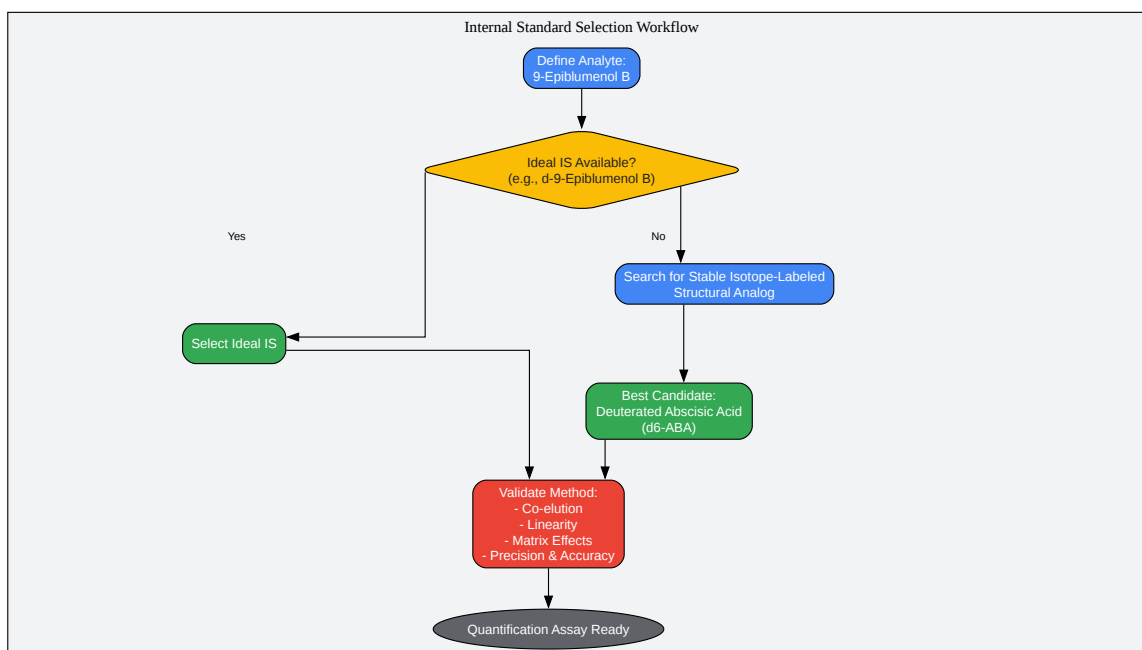 Internal Standard Selection Workflow
Define Analyte:
9-Epiblumenol B
Ideal IS Available?
(e.g., d-9-Epiblumenol B)
Yes
No
Search for Stable Isotope-Labeled
Structural Analog
Select Ideal IS
Best Candidate:
Deuterated Abscisic Acid
(d6-ABA)
Validate Method:
- Co-elution
- Linearity
- Matrix Effects
- Precision & Accuracy
Quantification Assay Ready